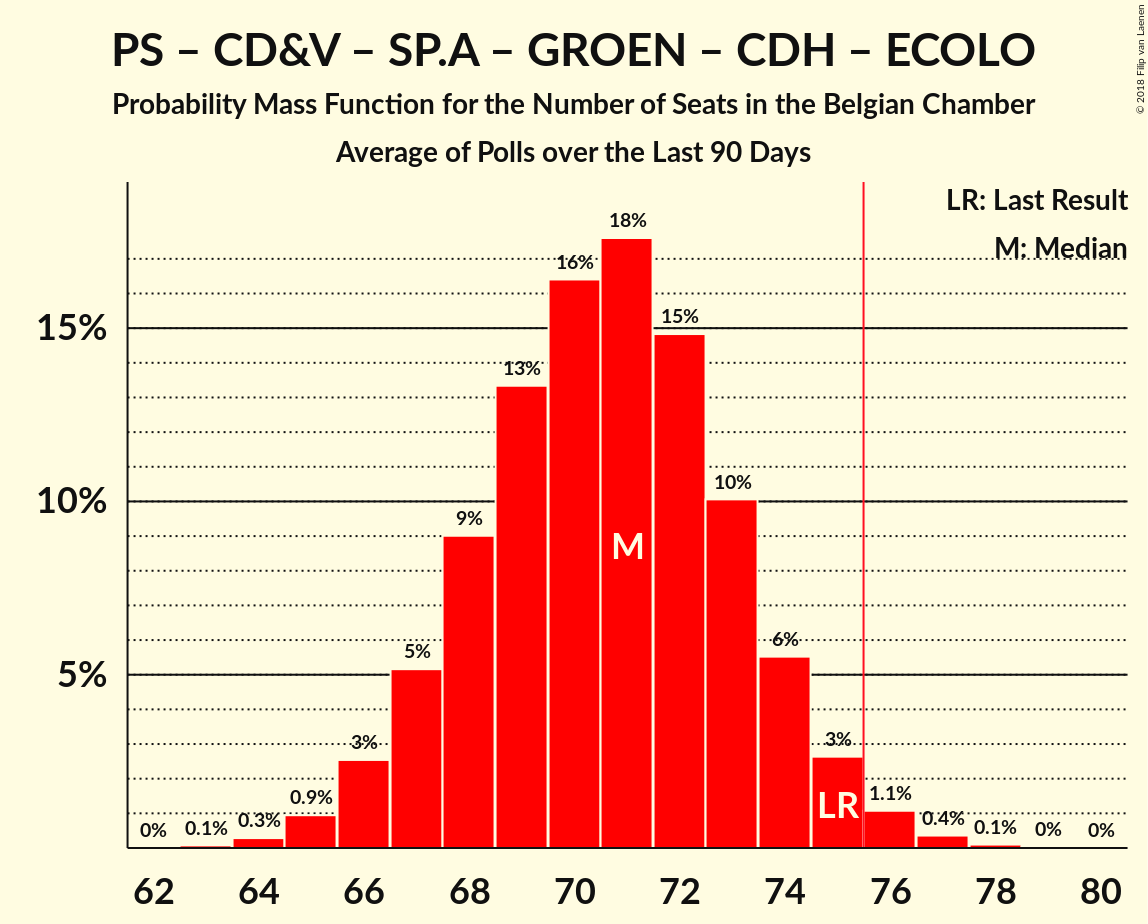 PS – CD&V – SP.A – GROEN – CDH – ECOLO
Probability Mass Function for the Number of Seats in the Belgian Chamber
Average of Polls over the Last 90 Days
© 2018 Filip van Laenen
LR: Last Result
M: Median
15%
10%
5%
0%
0.1%
0.3%
0.9%
3%
5%
9%
13%
16%
18%
15%
10%
6%
3%
1.1%
0.4%
0.1%
0%
0%
M
LR
62 64 66 68 70 72 74 76 78 80